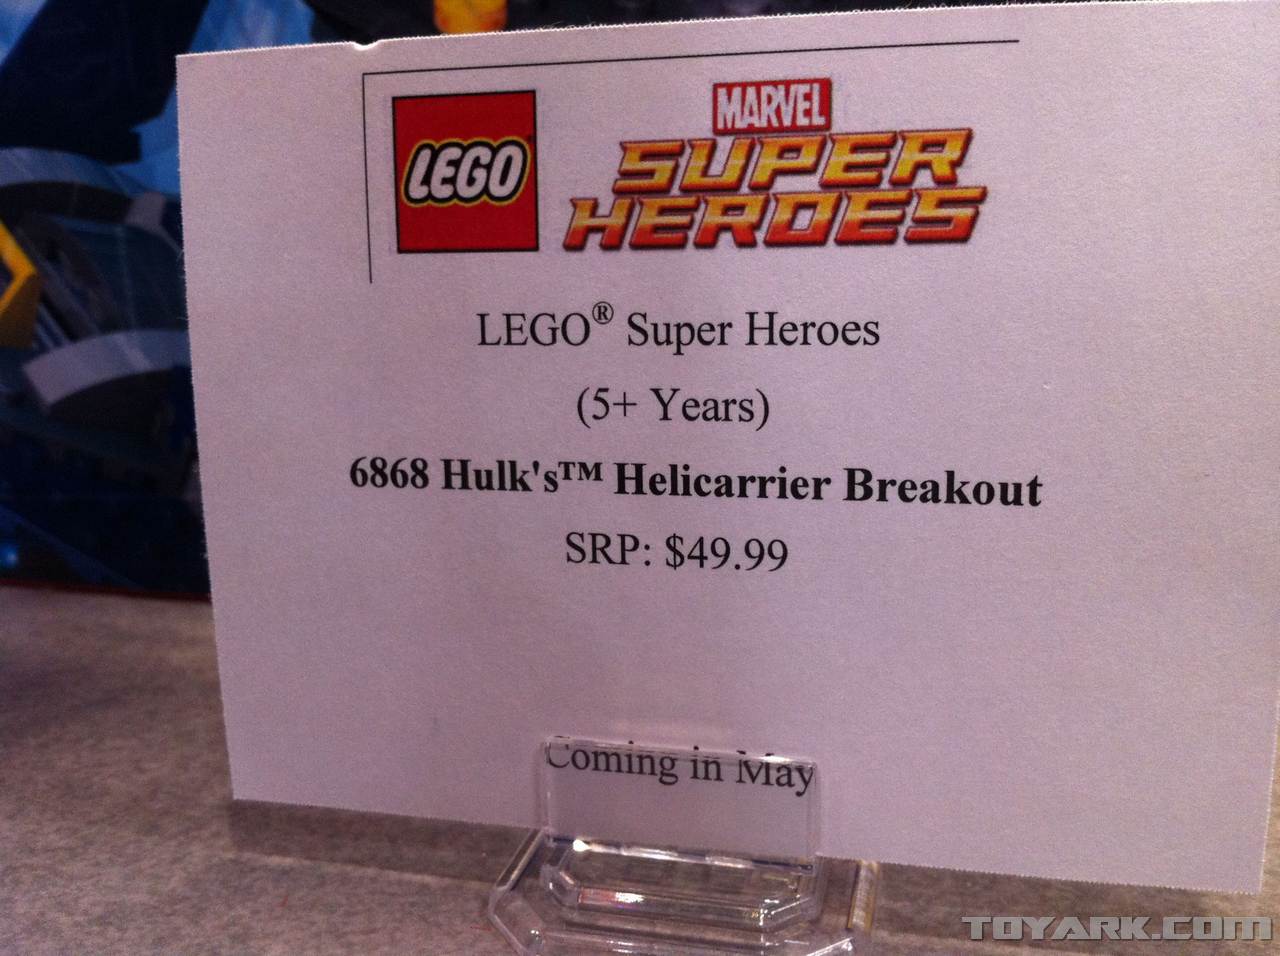 LEGO
MARVEL
SUPER
HEROES
LEGO® Super Heroes
(5+ Years)
6868 Hulk's™ Helicarrier Breakout
SRP: $49.99
Coming in May
TOYARK.COM